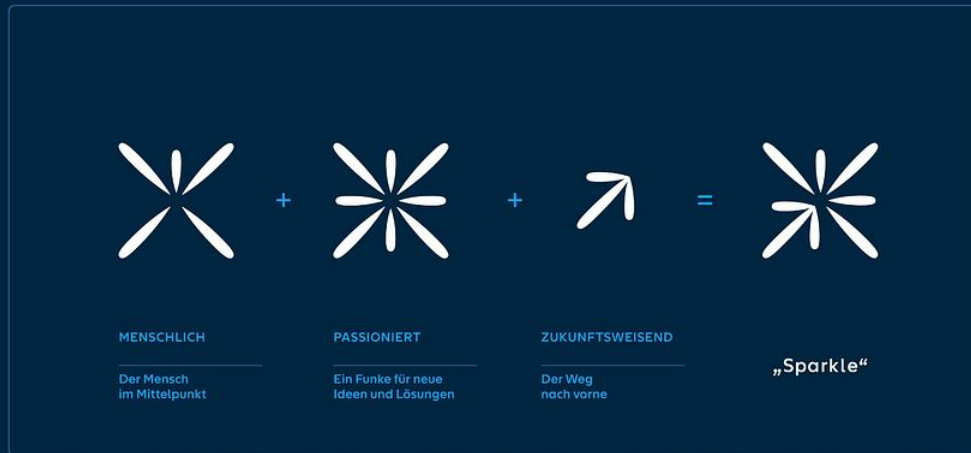 + + =
MENSCHLICH
Der Mensch
im Mittelpunkt
PASSIONIERT
Ein Funke für neue
Ideen und Lösungen
ZUKUNFTSWEISEND
Der Weg
nach vorne
„Sparkle“